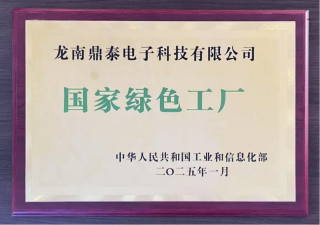 龙南鼎泰电子科技有限公司
国家绿色工厂
中华人民共和国工业和信息化部
二〇二五年一月